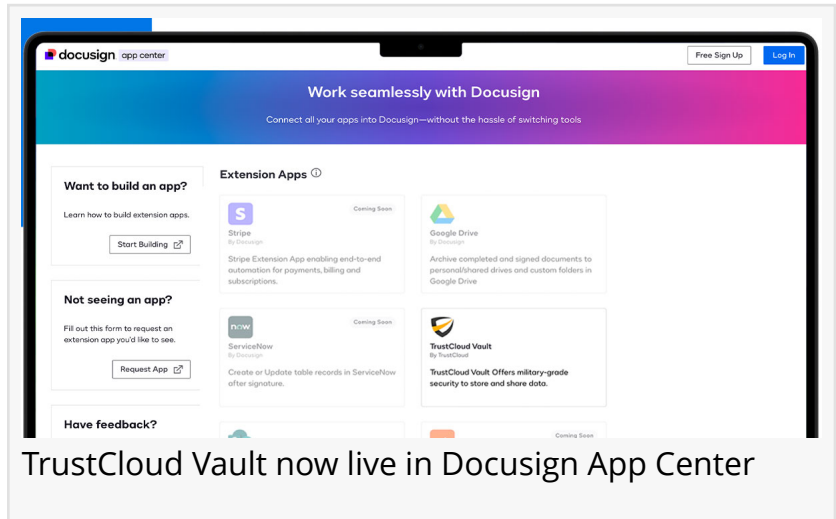 docusign app center
Free Sign Up
Log In
Work seamlessly with Docusign
Connect all your apps into Docusign—without the hassle of switching tools
Want to build an app?
Learn how to build extension apps.
Start Building
Not seeing an app?
Fill out this form to request an
extension app you'd like to see.
Request App
Have feedback?
Extension Apps
S
Coming Soon
Stripe
By Docusign
Stripe Extension App enabling end-to-end
automation for payments, billing and
subscriptions.
Google Drive
By Docusign
Archive completed and signed documents to
personal/shared drives and custom folders in
Google Drive
now
Coming Soon
ServiceNow
By Docusign
Create or Update table records in ServiceNow
after signature.
TrustCloud Vault
By TrustCloud
TrustCloud Vault Offers military-grade
security to store and share data.
Coming Soon
TrustCloud Vault now live in Docusign App Center